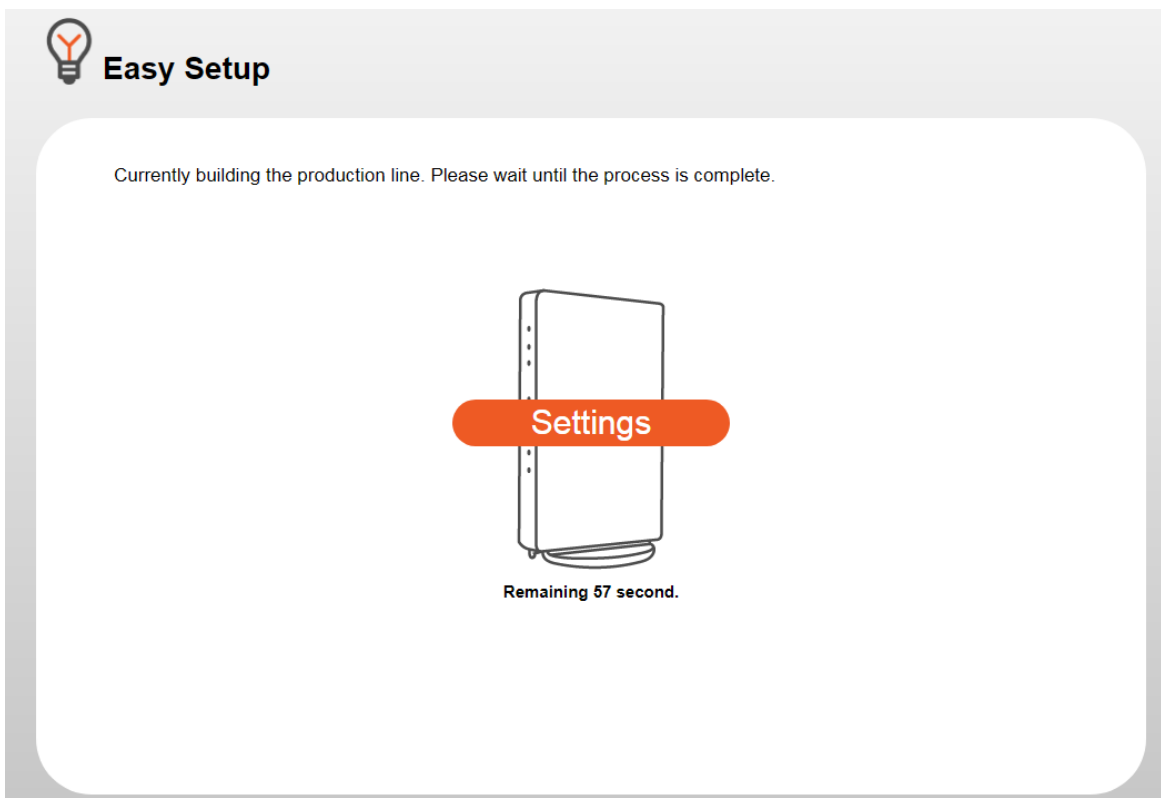 Easy Setup
Currently building the production line. Please wait until the process is complete.
Settings
Remaining 57 second.